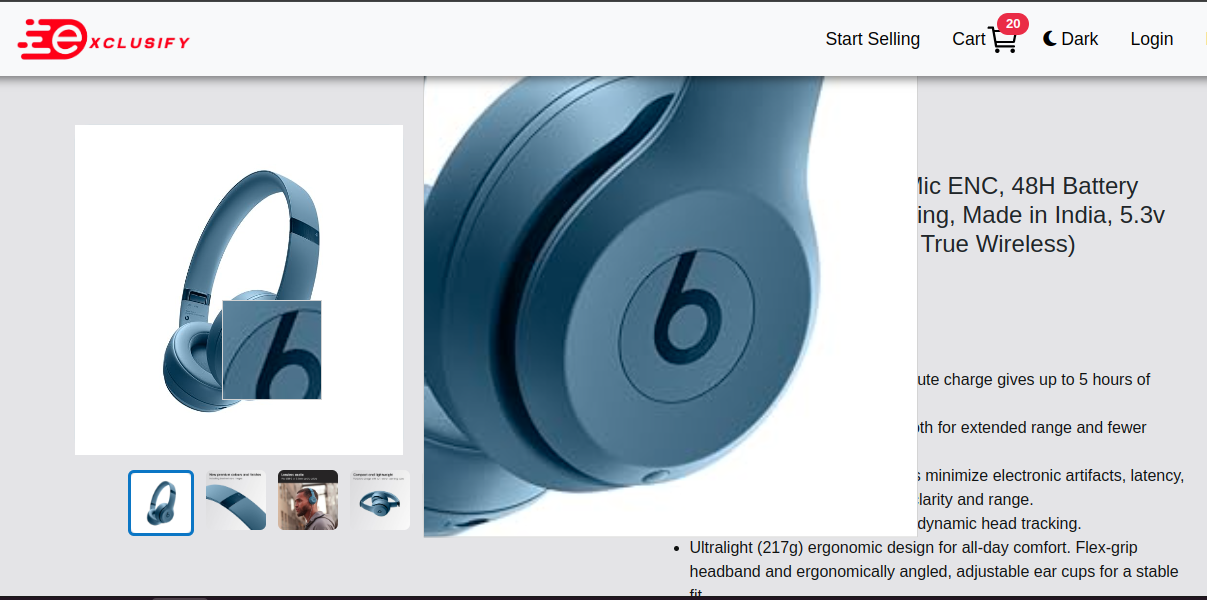 eXCLUSIFY
Start Selling
Cart
20
Dark
Login
Mic ENC, 48H Battery
ing, Made in India, 5.3v
True Wireless)
ute charge gives up to 5 hours of
oth for extended range and fewer
s minimize electronic artifacts, latency,
larity and range.
dynamic head tracking.
Ultralight (217g) ergonomic design for all-day comfort. Flex-grip
headband and ergonomically angled, adjustable ear cups for a stable
fit.